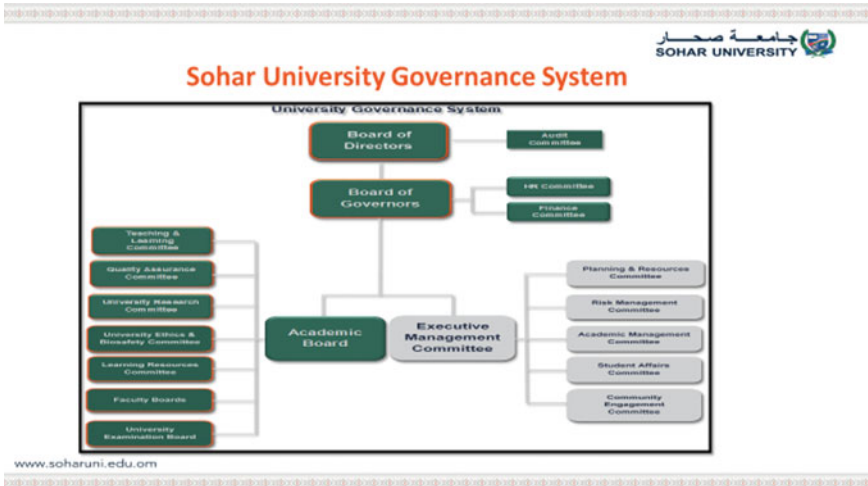 جامعة صحار
SOHAR UNIVERSITY
Sohar University Governance System
University Governance System
Board of
Directors
Audit
Committee
Board of
Governors
HR Committee
Finance
Committee
Teaching &
Learning
Committee
Quality Assurance
Committee
University Research
Committee
University Ethics &
Biosafety Committee
Learning Resources
Committee
Faculty Boards
University
Examination Board
Academic
Board
Executive
Management
Committee
Planning & Resources
Committee
Risk Management
Committee
Academic Management
Committee
Student Affairs
Committee
Community
Engagement
Committee
www.soharuni.edu.om